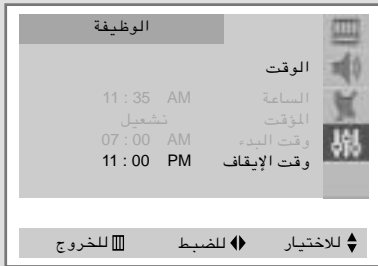 الوظيفة
الوقت
الساعة 11 : 35 AM
المؤقت نشغيل
وقت البدء 07 : 00 AM
وقت الإيقاف 11 : 00 PM
للاختيار للضبط للخروج